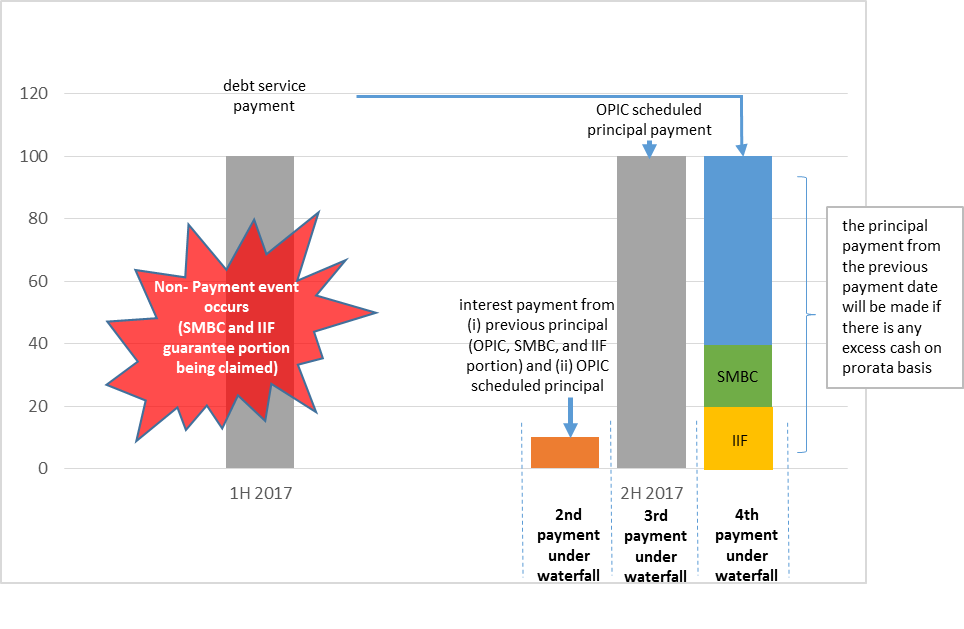 debt service
payment
OPIC scheduled
principal payment
120
100
80
60
40
20
0
Non- Payment event
occurs
(SMBC and IIF
guarantee portion
being claimed)
interest payment from
(i) previous principal
(OPIC, SMBC, and IIF
portion) and (ii) OPIC
scheduled principal
SMBC
IIF
the principal
payment from
the previous
payment date
will be made if
there is any
excess cash on
prorata basis
1H 2017
2H 2017
2nd
payment
under
waterfall
3rd
payment
under
waterfall
4th
payment
under
waterfall